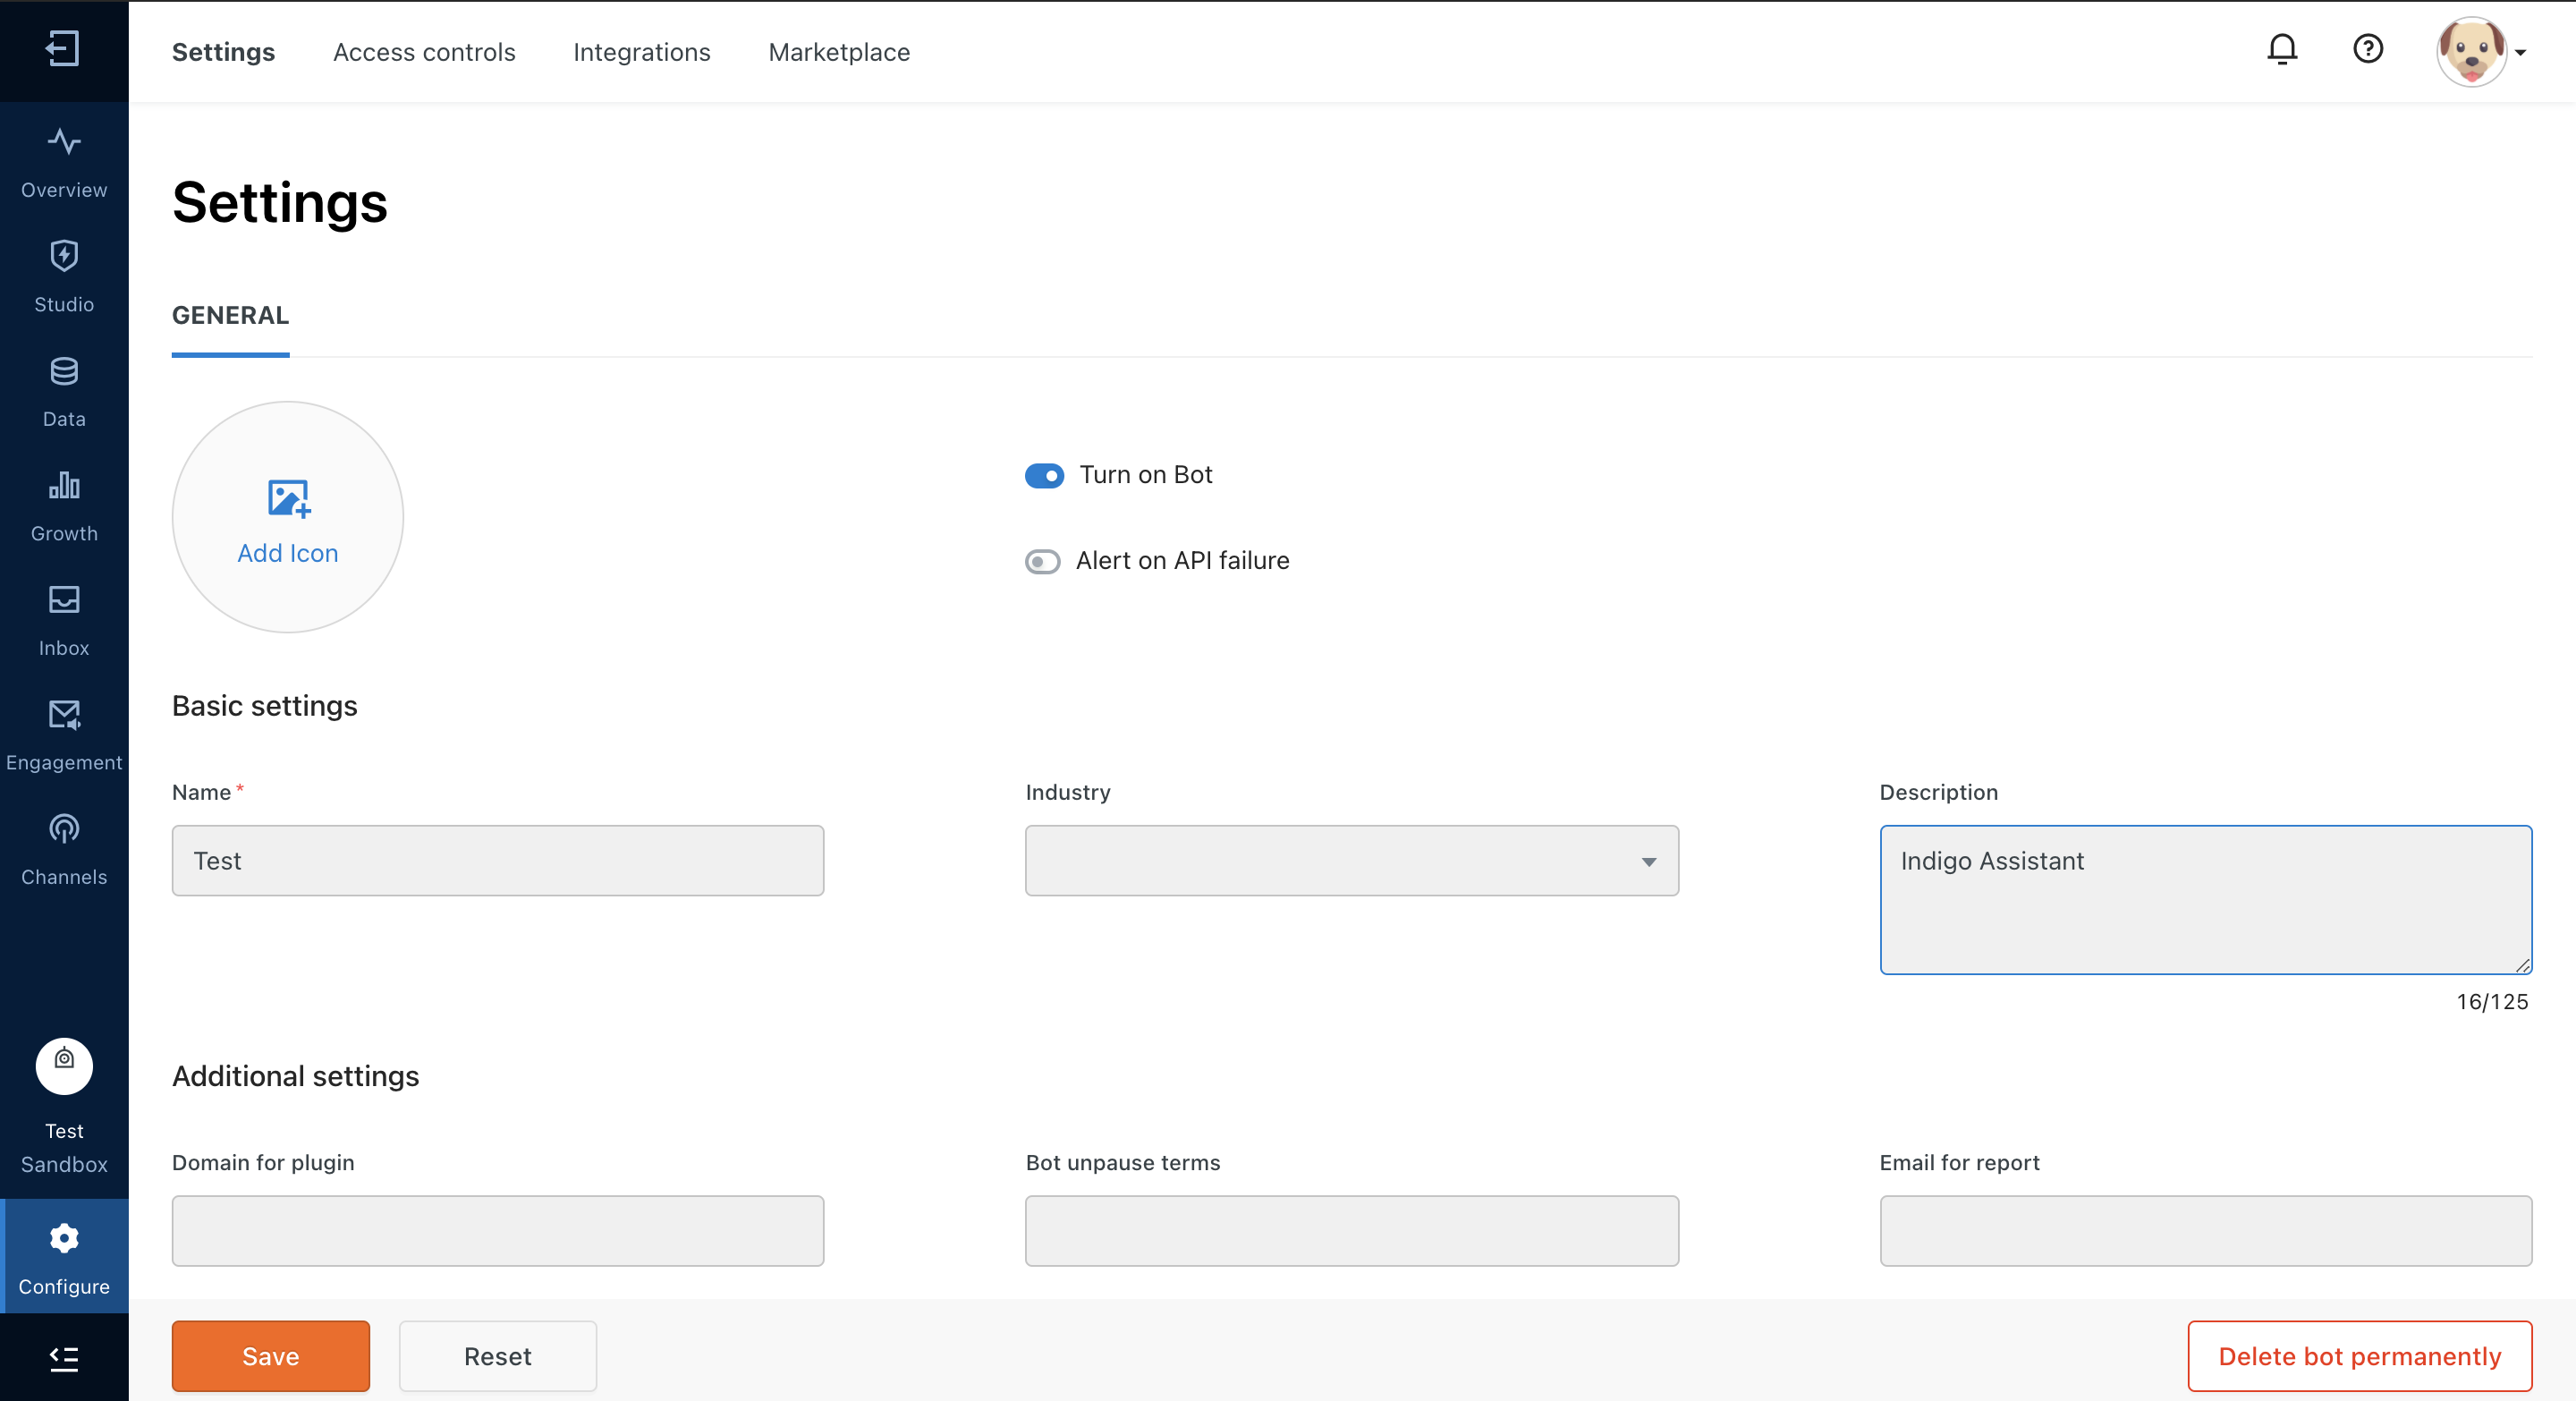 Settings Access controls Integrations Marketplace
Overview
Studio
Data
Growth
Inbox
Engagement
Channels
Test
Sandbox
Configure
Settings
GENERAL
Add Icon
Turn on Bot
Alert on API failure
Basic settings
Name* Industry Description
Test Indigo Assistant
16/125
Additional settings
Domain for plugin Bot unpause terms Email for report
Save Reset Delete bot permanently